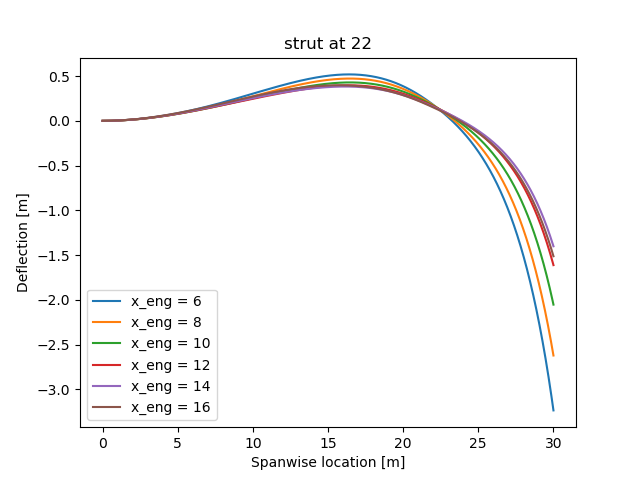 strut at 22
0.5
0.0
−0.5
−1.0
−1.5
−2.0
−2.5
−3.0
Deflection [m]
x_eng = 6
x_eng = 8
x_eng = 10
x_eng = 12
x_eng = 14
x_eng = 16
0 5 10 15 20 25 30
Spanwise location [m]